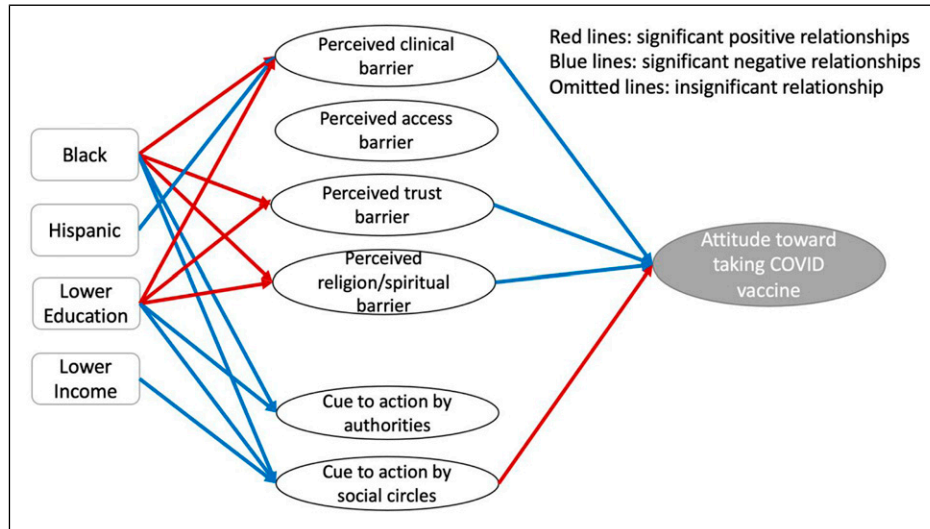 Red lines: significant positive relationships
Blue lines: significant negative relationships
Omitted lines: insignificant relationship
Black
Hispanic
Lower
Education
Lower
Income
Perceived clinical
barrier
Perceived access
barrier
Perceived trust
barrier
Perceived
religion/spiritual
barrier
Cue to action by
authorities
Cue to action by
social circles
Attitude toward
taking COVID
vaccine